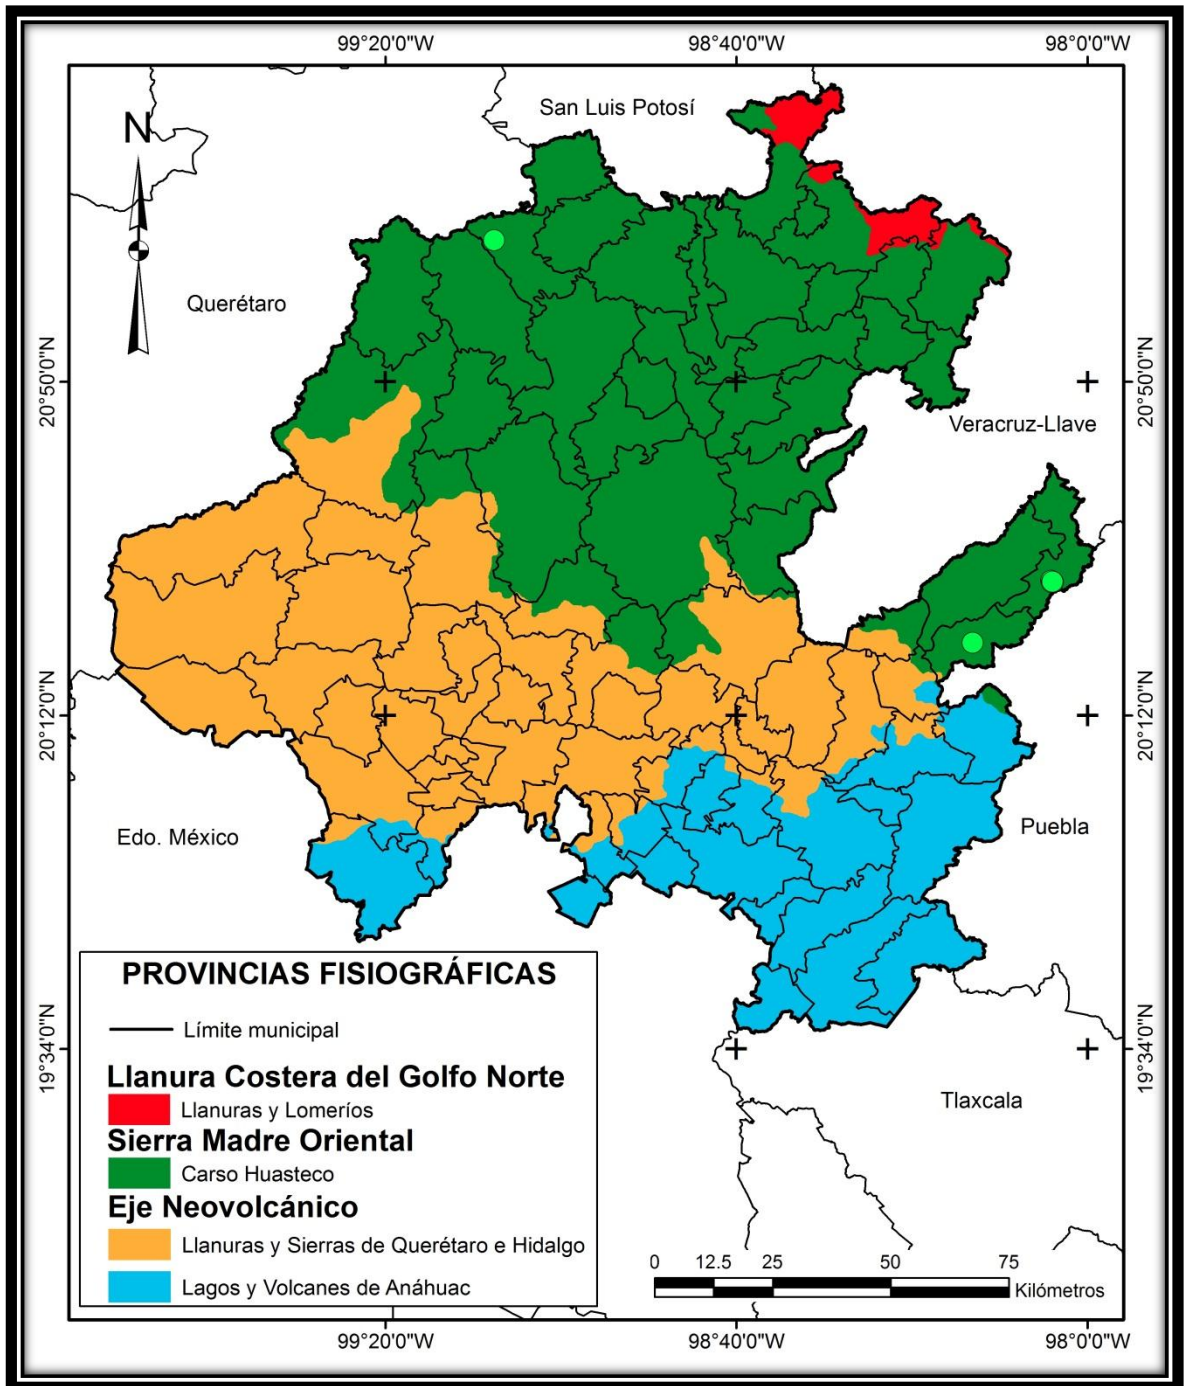 99°20'0"W 98°40'0"W 98°0'0"W
San Luis Potosí
N
Querétaro
20°50'0"N 20°50'0"N
Veracruz-Llave
20°12'0"N 20°12'0"N
Edo. México
Puebla
PROVINCIAS FISIOGRÁFICAS
Límite municipal
19°34'0"N 19°34'0"N
Llanura Costera del Golfo Norte
Llanuras y Lomeríos
Tlaxcala
Sierra Madre Oriental
Carso Huasteco
Eje Neovolcánico
Llanuras y Sierras de Querétaro e Hidalgo
Lagos y Volcanes de Anáhuac
0 12.5 25 50 75
Kilómetros
99°20'0"W 98°40'0"W 98°0'0"W